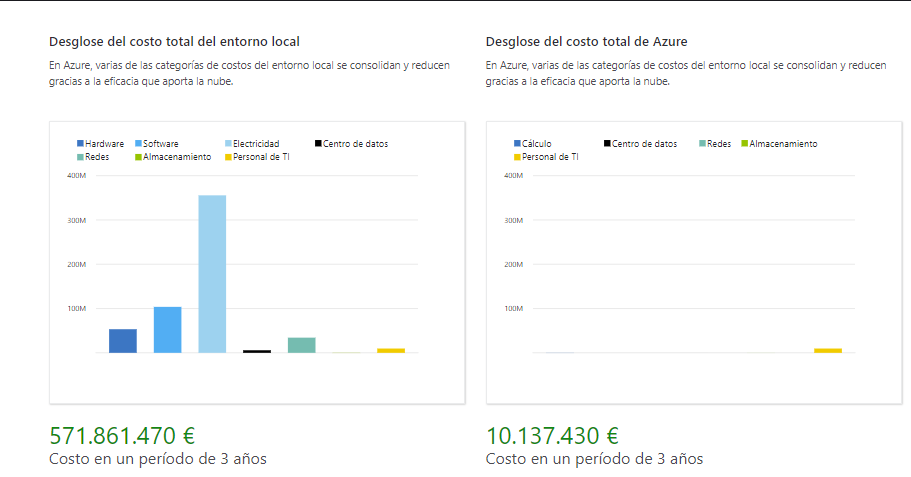 Desglose del costo total del entorno local
En Azure, varias de las categorías de costos del entorno local se consolidan y reducen
gracias a la eficacia que aporta la nube.
Hardware Software Electricidad Centro de datos
Redes Almacenamiento Personal de TI
400M
300M
200M
100M
571.861.470 €
Costo en un período de 3 años
Desglose del costo total de Azure
En Azure, varias de las categorías de costos del entorno local se consolidan y reducen
gracias a la eficacia que aporta la nube.
Cálculo Centro de datos Redes Almacenamiento
Personal de TI
400M
300M
200M
100M
10.137.430 €
Costo en un período de 3 años